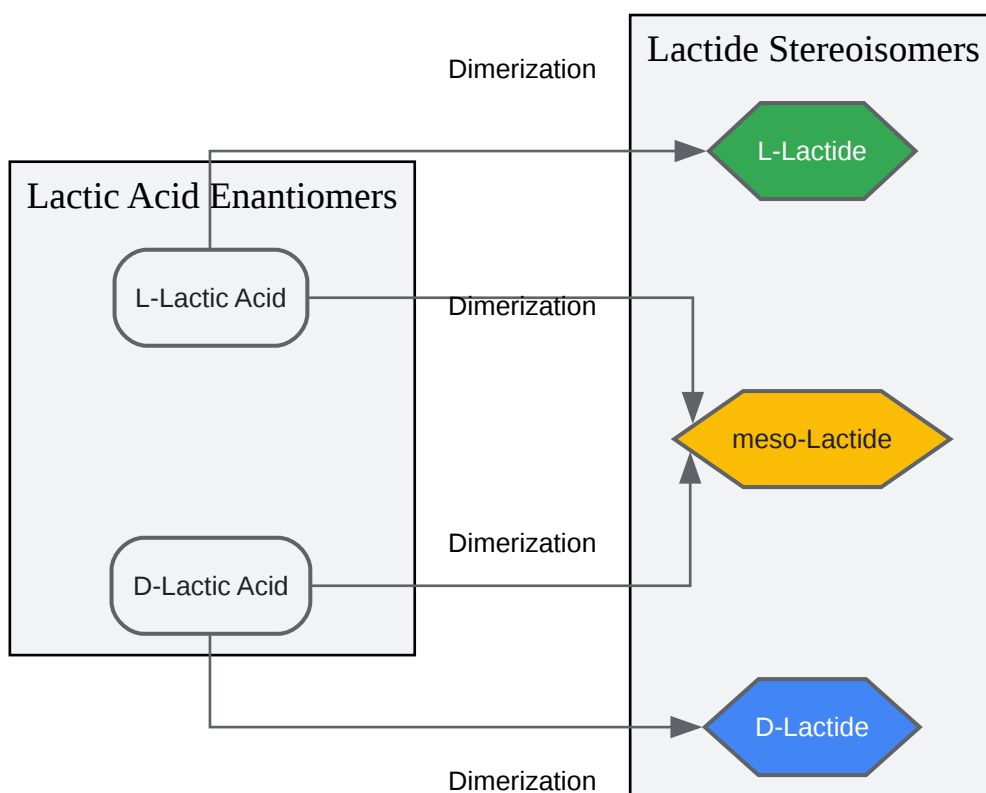 Dimerization
Lactide Stereoisomers
L-Lactide
Lactic Acid Enantiomers
L-Lactic Acid
Dimerization
meso-Lactide
Dimerization
D-Lactic Acid
D-Lactide
Dimerization